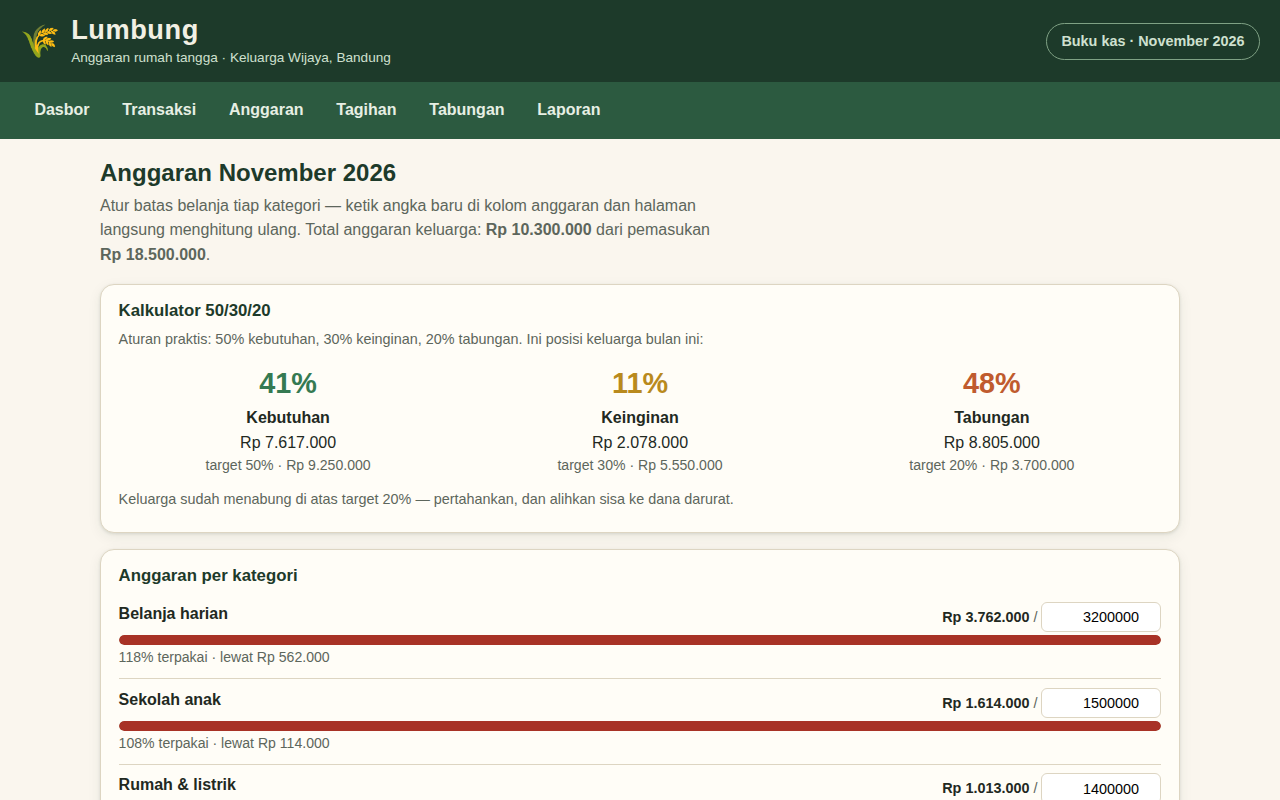 Lumbung
Anggaran rumah tangga · Keluarga Wijaya, Bandung
Buku kas · November 2026
Dasbor Transaksi Anggaran Tagihan Tabungan Laporan
Anggaran November 2026
Atur batas belanja tiap kategori — ketik angka baru di kolom anggaran dan halaman
langsung menghitung ulang. Total anggaran keluarga: Rp 10.300.000 dari pemasukan
Rp 18.500.000.
Kalkulator 50/30/20
Aturan praktis: 50% kebutuhan, 30% keinginan, 20% tabungan. Ini posisi keluarga bulan ini:
41%
Kebutuhan
Rp 7.617.000
target 50% · Rp 9.250.000
11%
Keinginan
Rp 2.078.000
target 30% · Rp 5.550.000
48%
Tabungan
Rp 8.805.000
target 20% · Rp 3.700.000
Keluarga sudah menabung di atas target 20% — pertahankan, dan alihkan sisa ke dana darurat.
Anggaran per kategori
Belanja harian Rp 3.762.000 / 3200000
118% terpakai · lewat Rp 562.000
Sekolah anak Rp 1.614.000 / 1500000
108% terpakai · lewat Rp 114.000
Rumah & listrik Rp 1.013.000 / 1400000